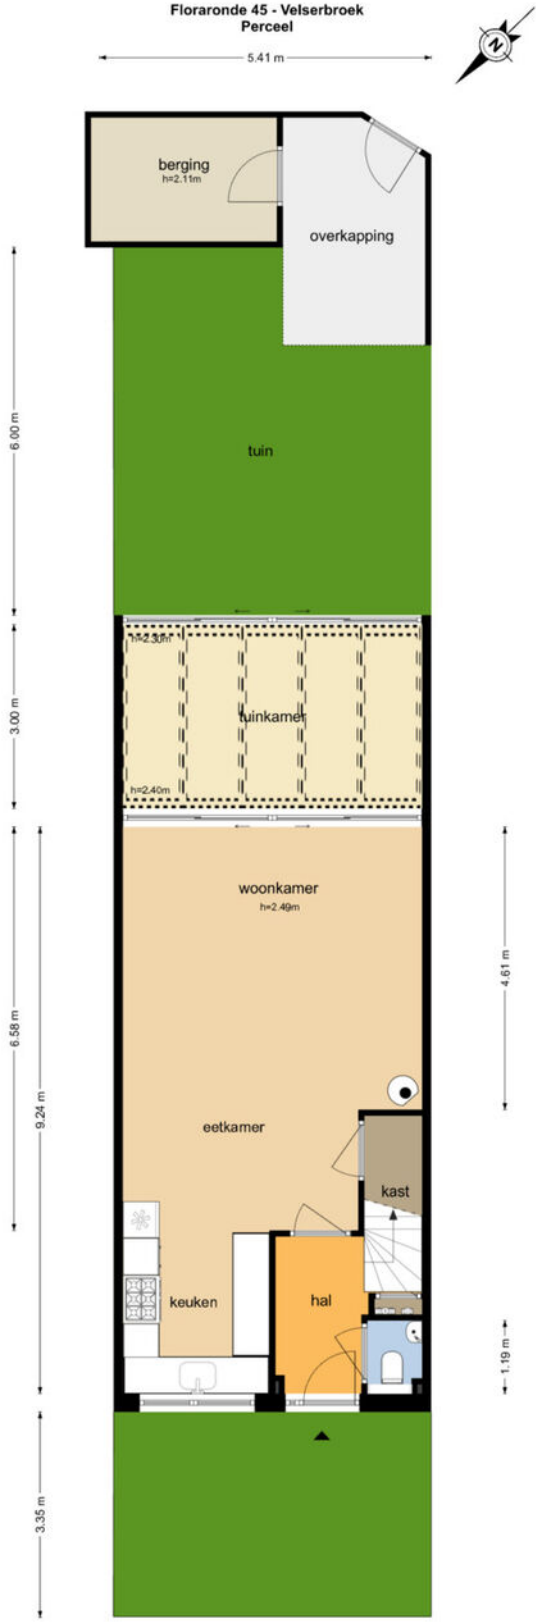 Floraronde 45 - Velserbroek
Perceel
N
5.41 m
berging
h=2.11m
overkapping
6.00 m
tuin
h=2.30m
3.00 m
tuinkamer
h=2.40m
woonkamer
h=2.49m
4.61 m
6.58 m
9.24 m
eetkamer
kast
keuken
hal
1.19 m
3.35 m